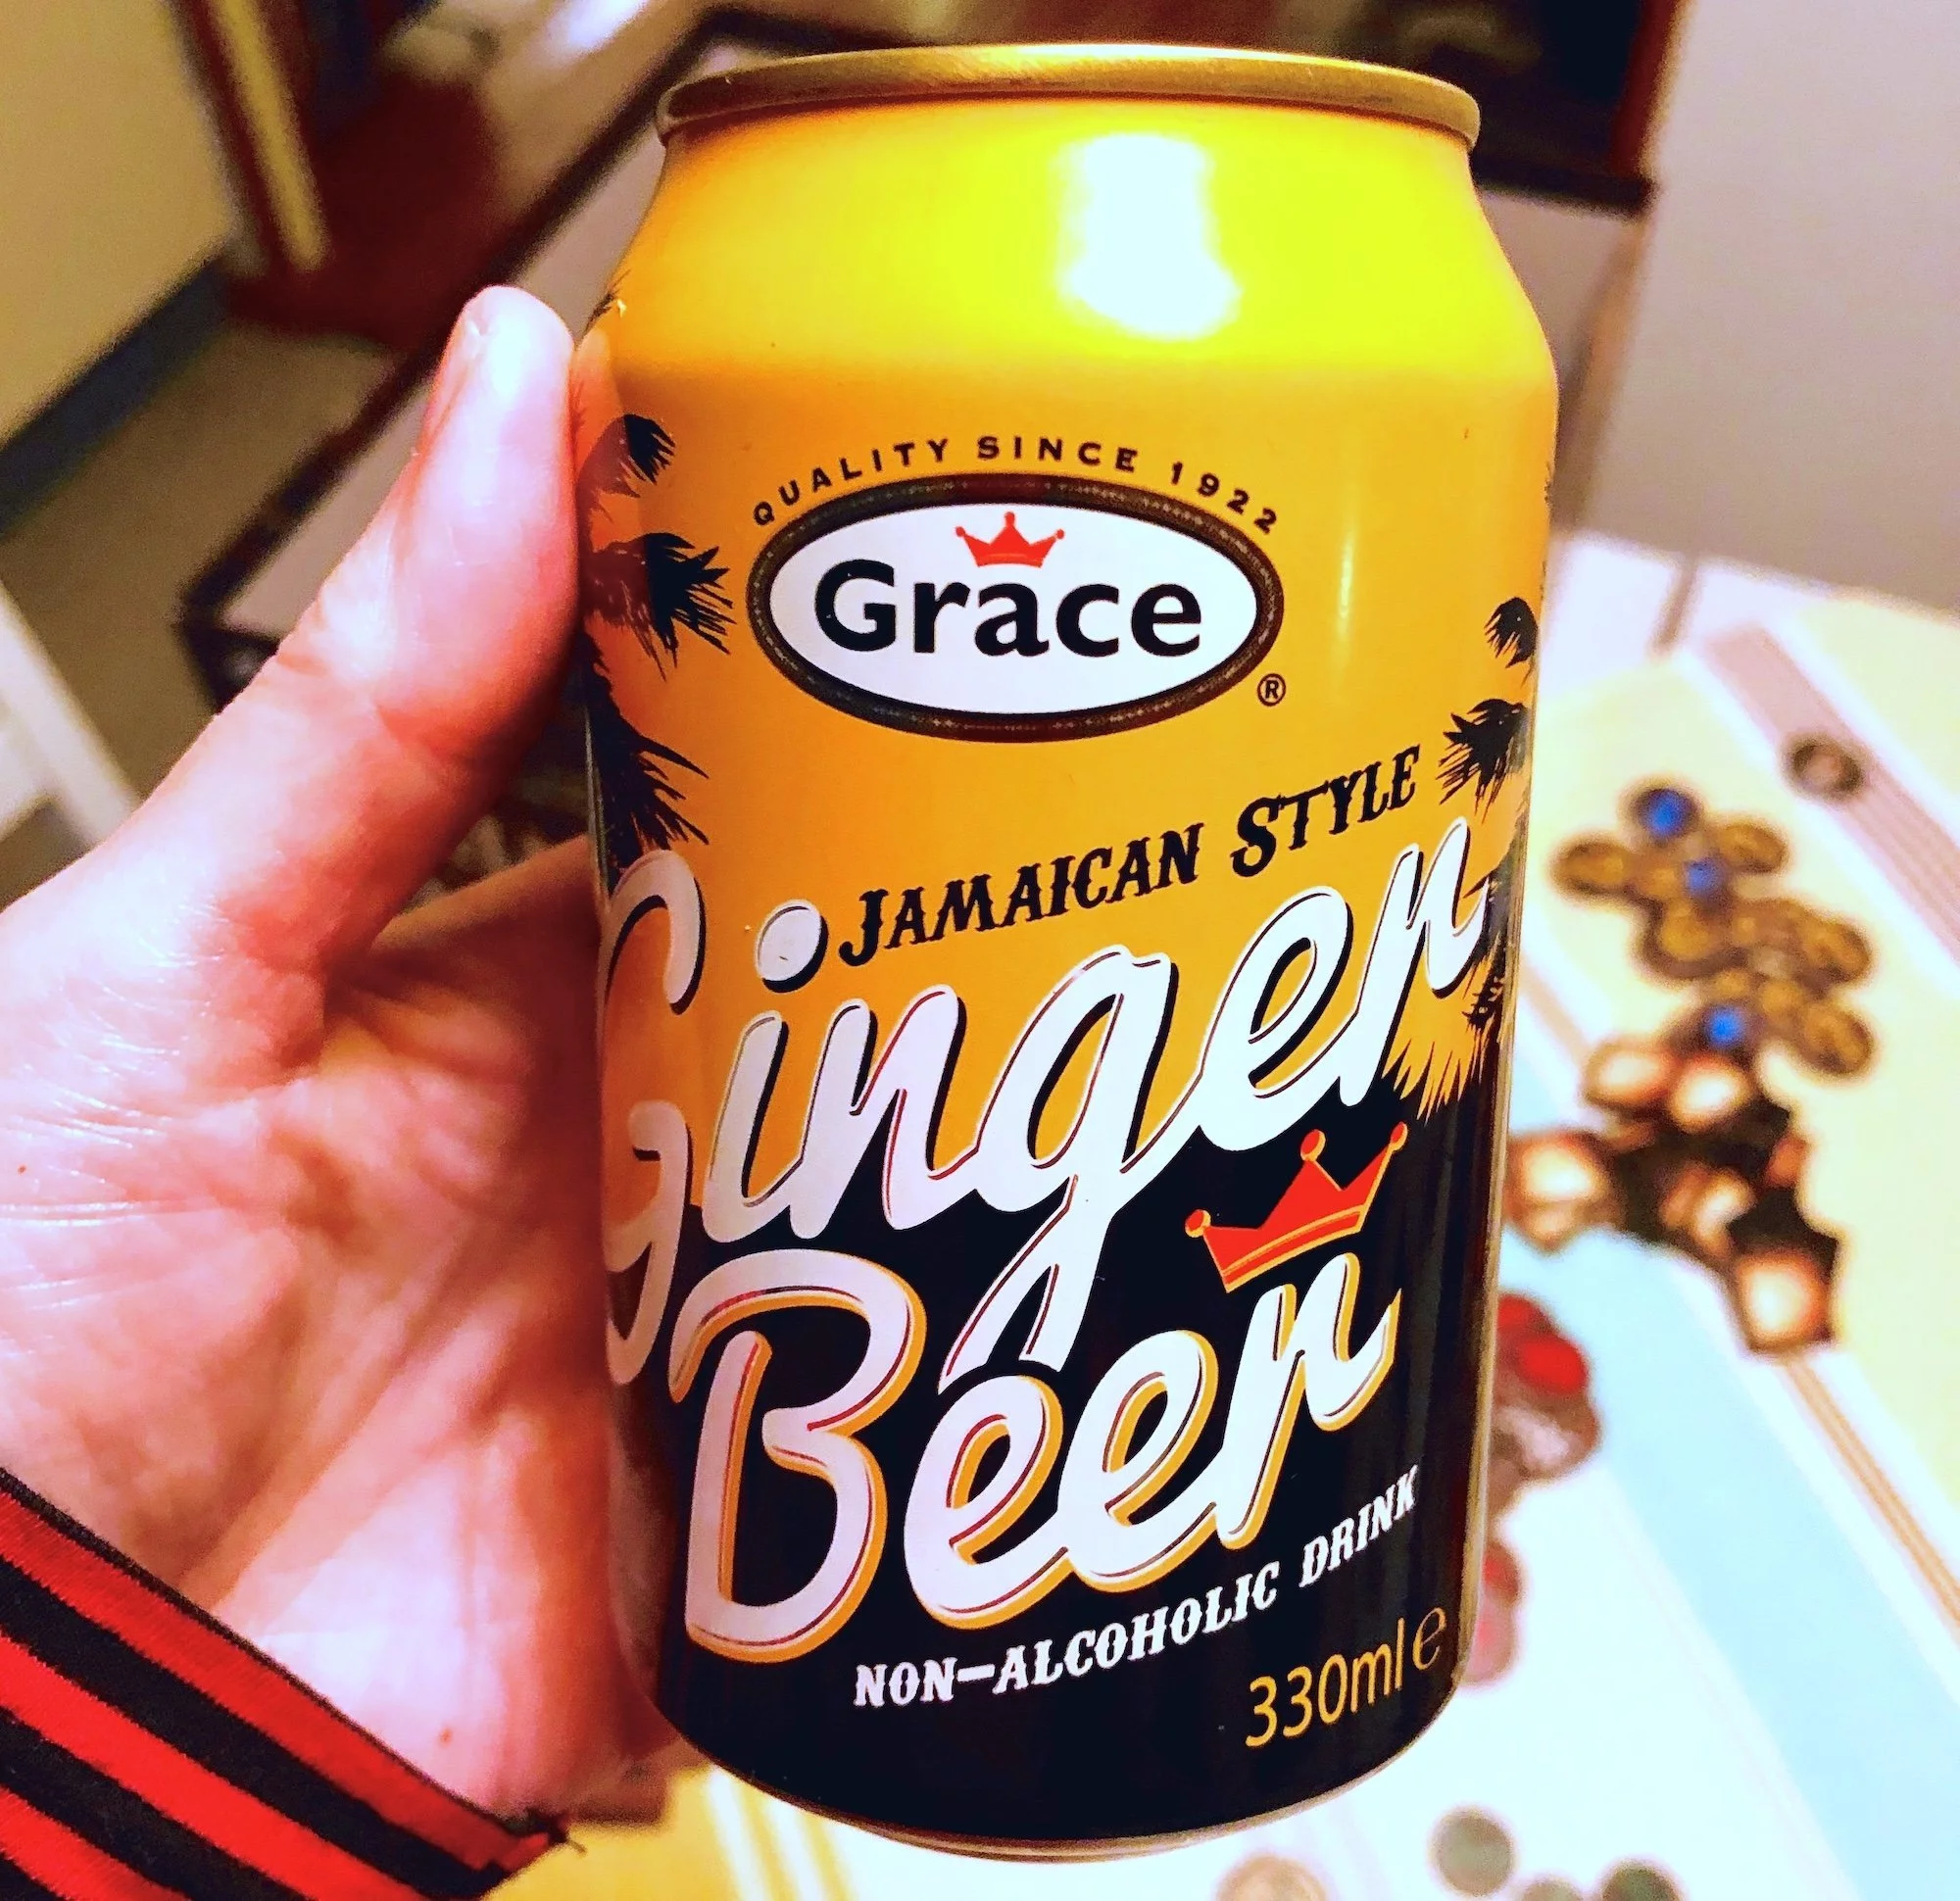 QUALITY SINCE 1922
Grace
®
JAMAICAN STYLE
Ginger
Beer
NON-ALCOHOLIC DRINK
330ml e